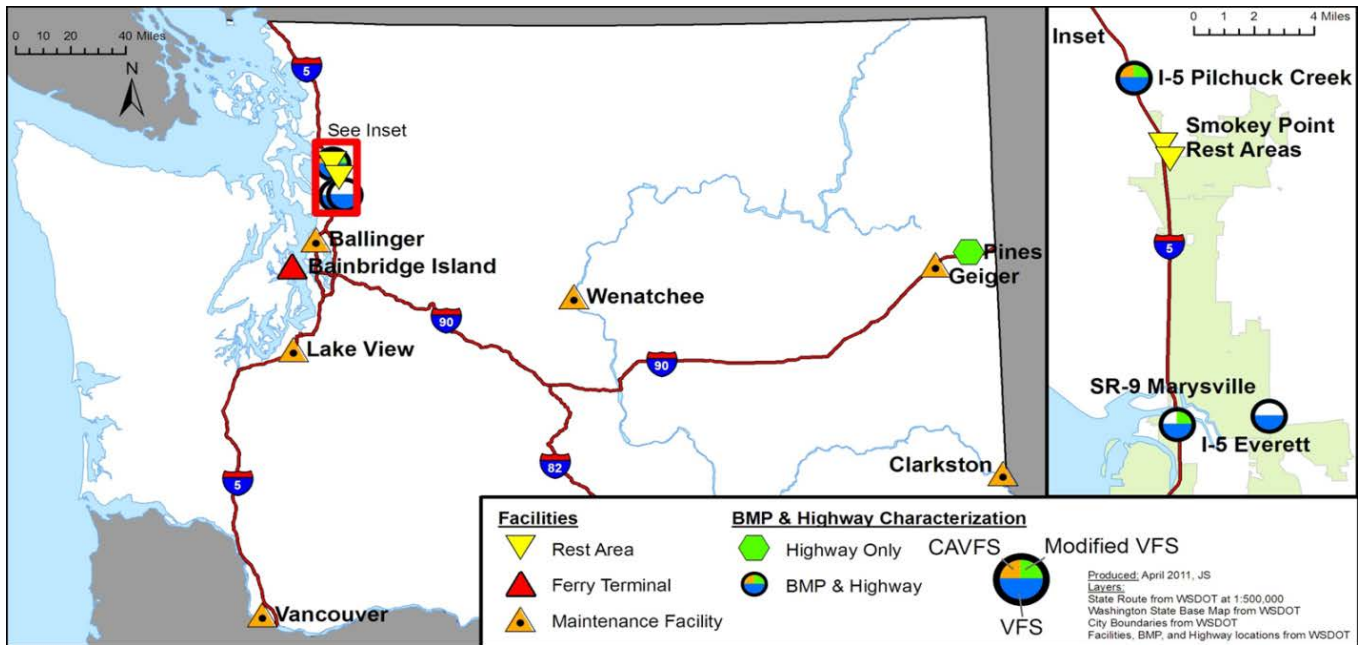 0 20 40 Miles
N
5
See Inset
Ballinger
Bainbridge Island
Pines
Geiger
Wenatchee
90
Lake View
90
5
82
Clarkston
Vancouver
0 2 4 Miles
Inset
I-5 Pilchuck Creek
Smokey Point
Rest Areas
5
SR-9 Marysville
I-5 Everett
Facilities
Rest Area
Ferry Terminal
Maintenance Facility
BMP & Highway Characterization
Highway Only
BMP & Highway
CAVFS
Modified VFS
VFS
Produced: April 2011, JS
Layers:
State Route from WSDOT at 1:500,000
Washington State Base Map from WSDOT
City Boundaries from WSDOT
Facilities, BMP, and Highway locations from WSDOT